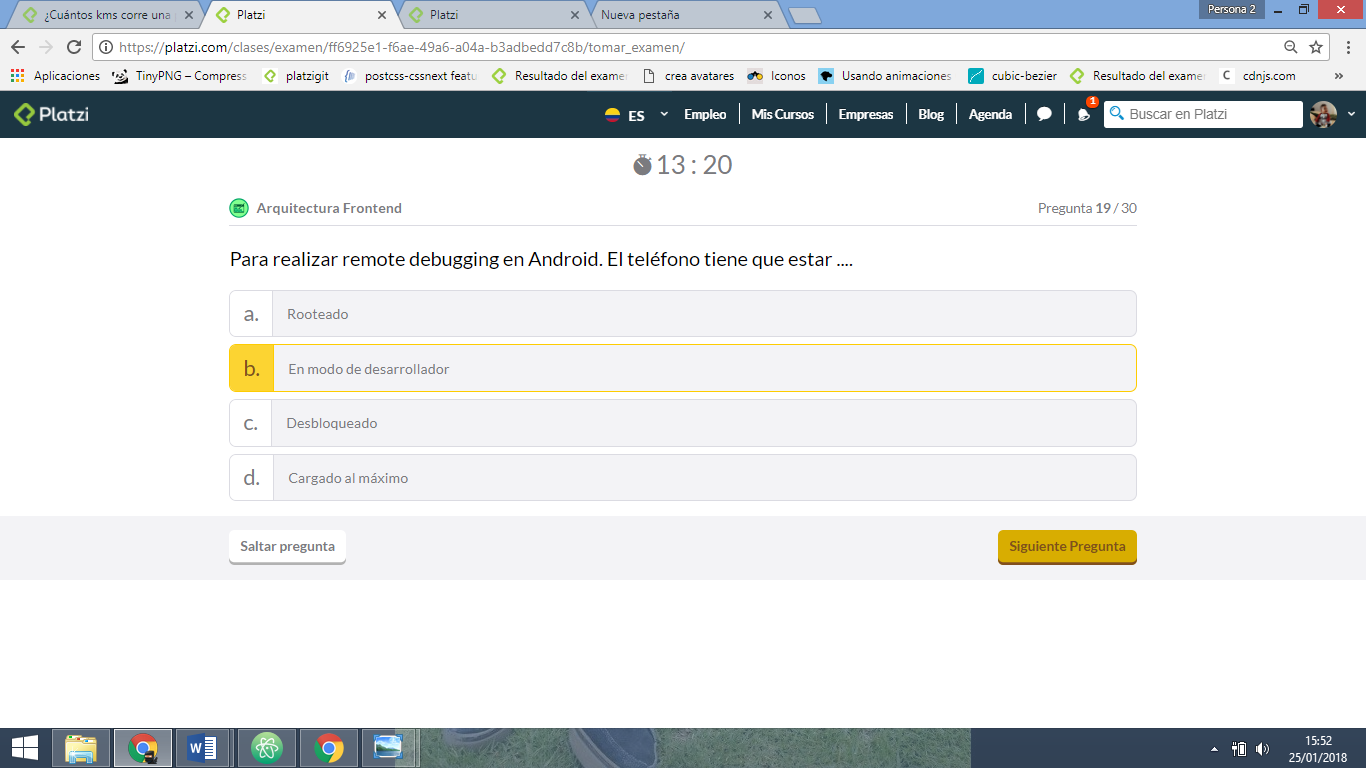 ¿Cuántos kms corre una
Platzi
Platzi
Nueva pestaña
Persona 2
https://platzi.com/clases/examen/ff6925e1-f6ae-49a6-a04a-b3adbedd7c8b/tomar_examen/
Aplicaciones
TinyPNG – Compress
platzigit
postcss-cssnext featu
Resultado del exame
crea avatares
Iconos
Usando animaciones
cubic-bezier
Resultado del exame
cdnjs.com
»
Platzi
ES
Empleo
Mis Cursos
Empresas
Blog
Agenda
1
Buscar en Platzi
13 : 20
Arquitectura Frontend
Pregunta 19 / 30
Para realizar remote debugging en Android. El teléfono tiene que estar ....
a. Rooteado
b. En modo de desarrollador
c. Desbloqueado
d. Cargado al máximo
Saltar pregunta
Siguiente Pregunta
15:52
25/01/2018